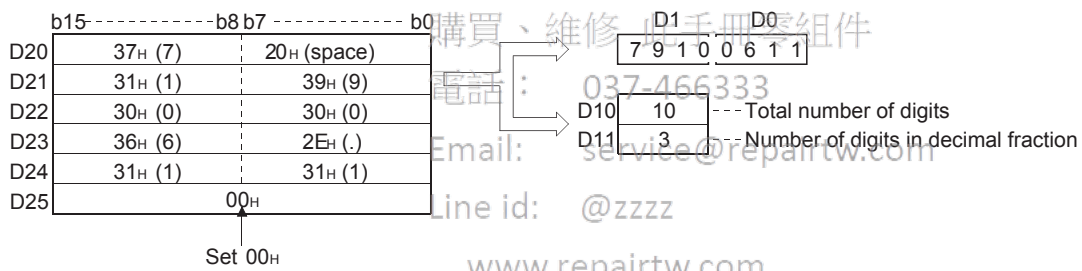 b15 b8 b7 b0
D20 37H (7) 20H (space)
D21 31H (1) 39H (9)
D22 30H (0) 30H (0)
D23 36H (6) 2EH (.)
D24 31H (1) 31H (1)
D25 00H
Set 00H
D1 D0
7 9 1 0 0 6 1 1
D10 10 Total number of digits
D11 3 Number of digits in decimal fraction
購買、維修 此手冊零組件
電話: 037-466333
Email: service@repairtw.com
Line id: @zzzz
www.repairtw.com